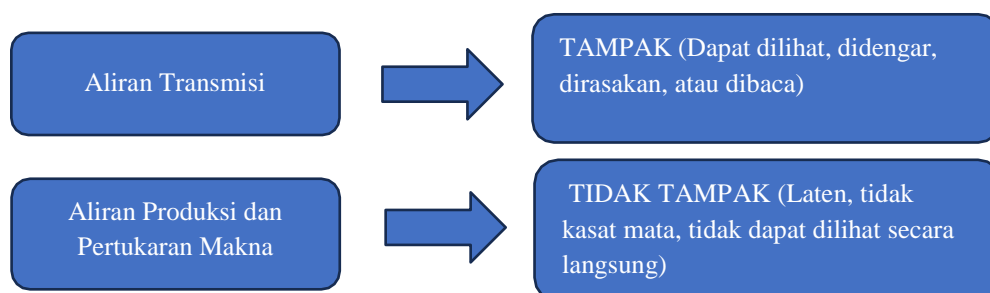 Aliran Transmisi
TAMPAK (Dapat dilihat, didengar,
dirasakan, atau dibaca)
Aliran Produksi dan
Pertukaran Makna
TIDAK TAMPAK (Laten, tidak
kasat mata, tidak dapat dilihat secara
langsung)